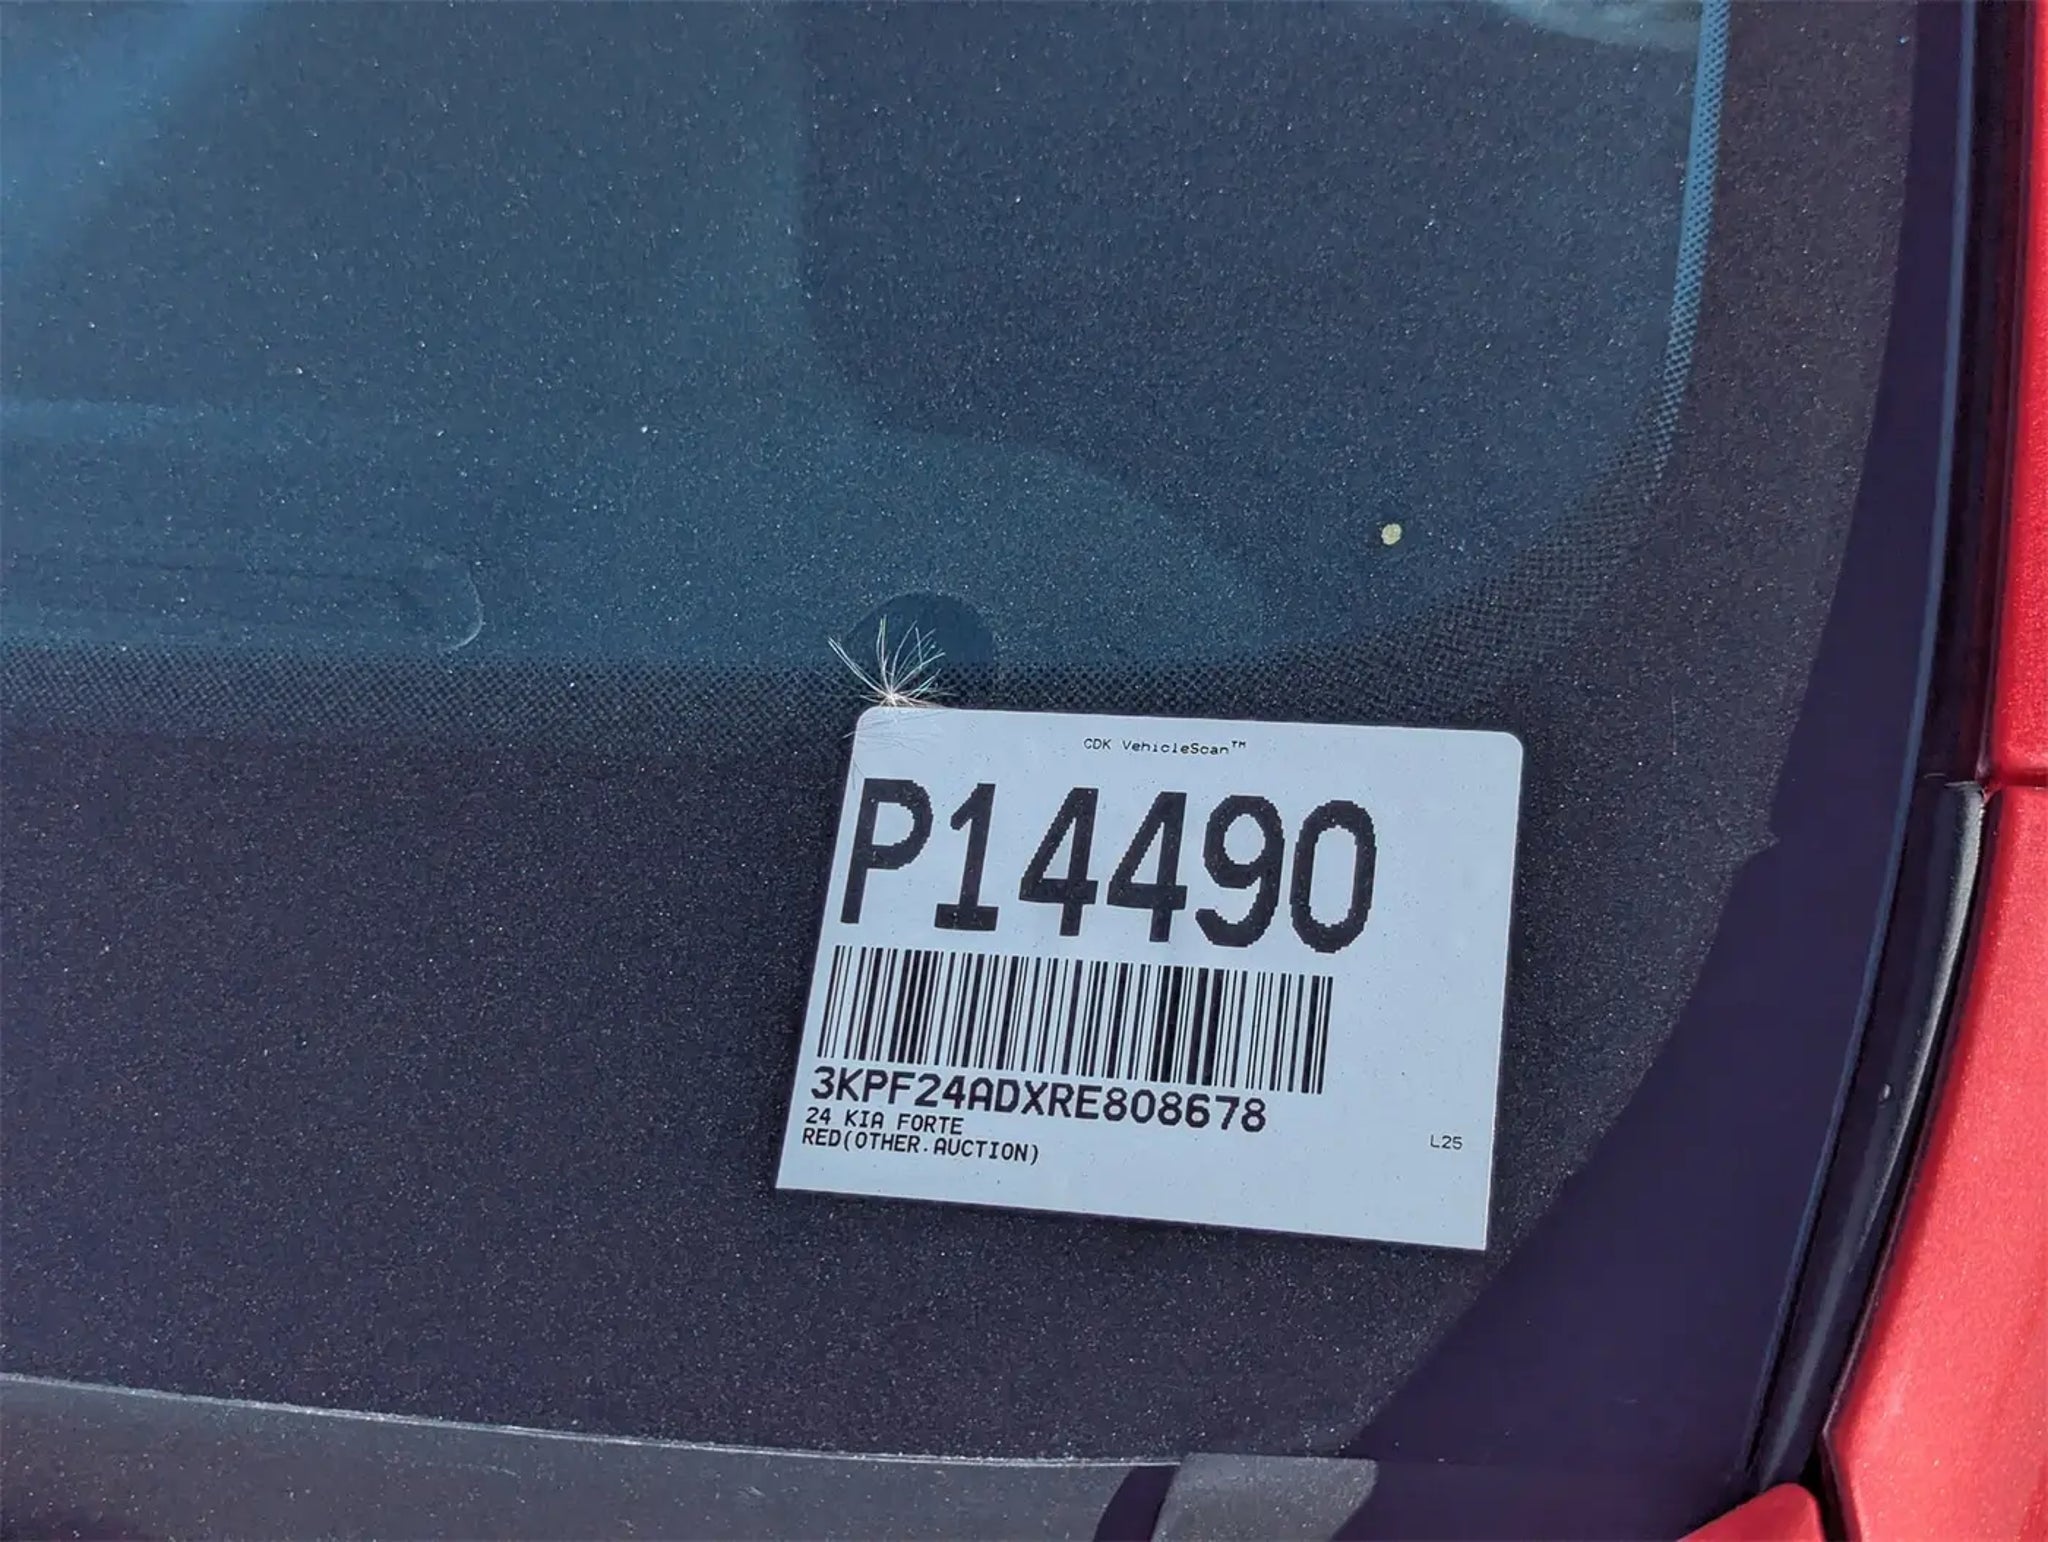 CDK VehicleScan™
P14490
3KPF24ADXRE808678
24 KIA FORTE
RED(OTHER.AUCTION)
L25